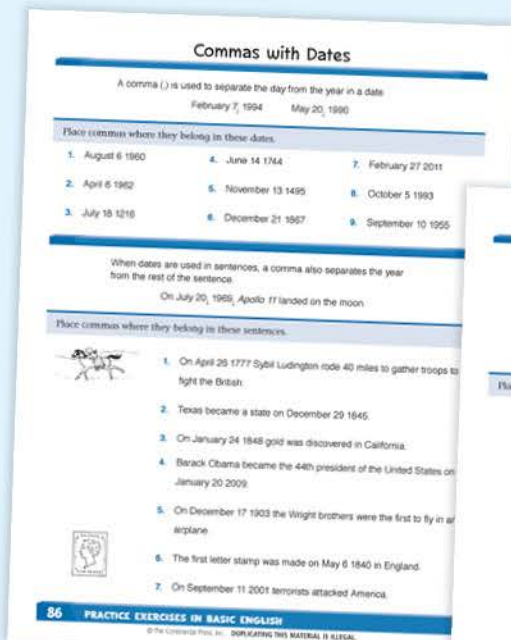 Commas with Dates
A comma (,) is used to separate the day from the year in a date.
February 7, 1994 May 20, 1990
Place commas where they belong in these dates.
1. August 6 1960 4. June 14 1744 7. February 27 2011
2. April 6 1962 5. November 13 1495 8. October 5 1993
3. July 18 1216 6. December 21 1867 9. September 10 1955
When dates are used in sentences, a comma also separates the year
from the rest of the sentence.
On July 20, 1969, Apollo 11 landed on the moon.
Place commas where they belong in these sentences.
1. On April 26 1777 Sybil Ludington rode 40 miles to gather troops to
fight the British.
2. Texas became a state on December 29 1845.
3. On January 24 1848 gold was discovered in California.
4. Barack Obama became the 44th president of the United States on
January 20 2009.
5. On December 17 1903 the Wright brothers were the first to fly in a
airplane.
6. The first letter stamp was made on May 6 1840 in England.
7. On September 11 2001 terrorists attacked America.
86 PRACTICE EXERCISES IN BASIC ENGLISH
© The Continental Press, Inc. DUPLICATING THIS MATERIAL IS ILLEGAL.
Pla